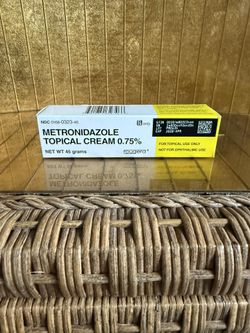 METRONIDAZOLE
TOPICAL CREAM 0.75%
NET WT 45 grams
FOR TOPICAL USE ONLY
NOT FOR OPHTHALMIC USE